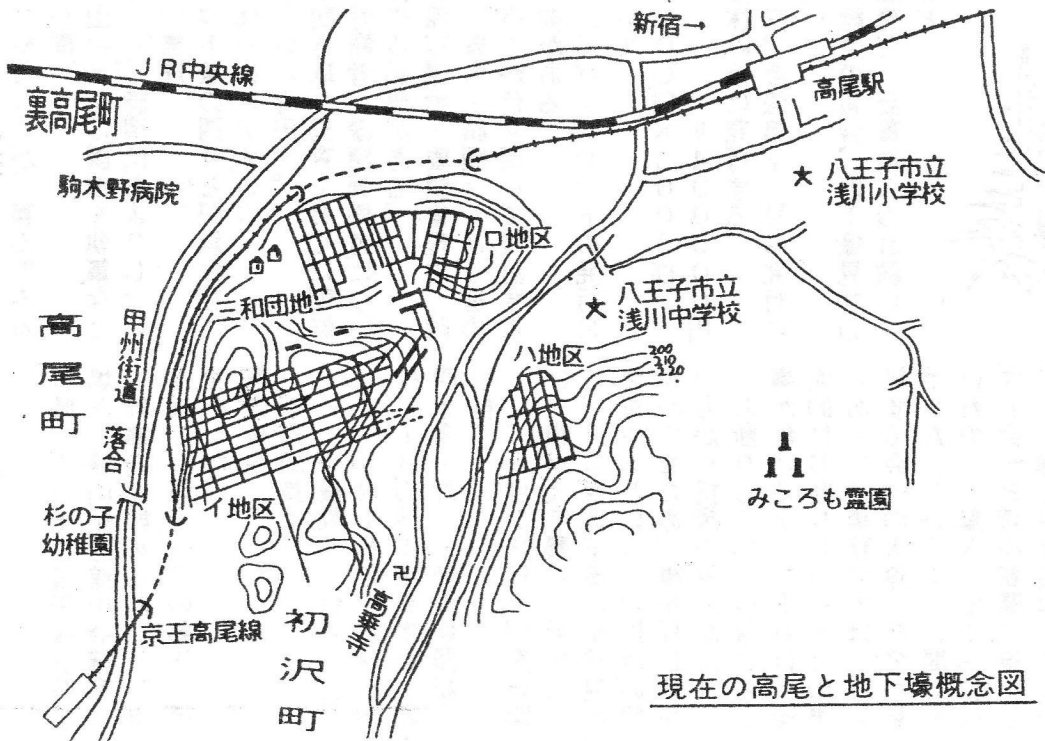 新宿→
JR中央線
高尾駅
裏高尾町
駒木野病院
八王子市立
浅川小学校
ロ地区
三和団地
八王子市立
浅川中学校
高尾町
甲州街道
ハ地区
200
210
220
落合
イ地区
みころも霊園
杉の子
幼稚園
卍
高楽寺
京王高尾線
初沢町
現在の高尾と地下壕概念図